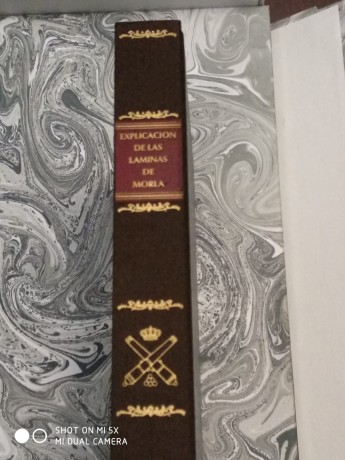 EXPLICACION
DE LAS
LAMINAS
DE
MORLA
SHOT ON MI 5X
MI DUAL CAMERA